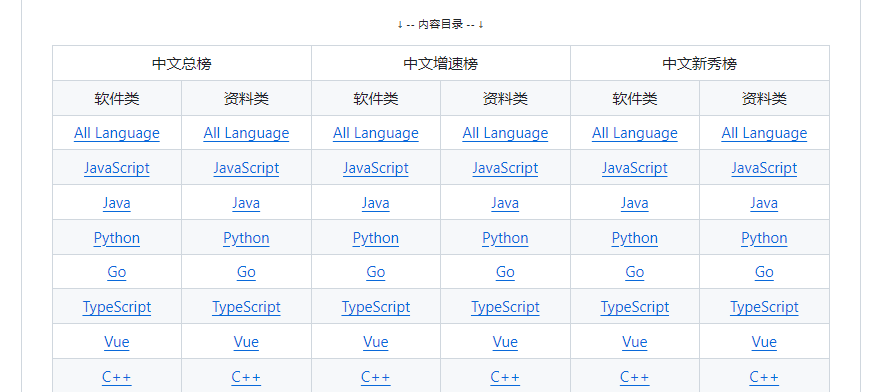 ↓ -- 内容目录 -- ↓
中文总榜 中文增速榜 中文新秀榜
软件类 资料类 软件类 资料类 软件类 资料类
All Language All Language All Language All Language All Language All Language
JavaScript JavaScript JavaScript JavaScript JavaScript JavaScript
Java Java Java Java Java Java
Python Python Python Python Python Python
Go Go Go Go Go Go
TypeScript TypeScript TypeScript TypeScript TypeScript TypeScript
Vue Vue Vue Vue Vue Vue
C++ C++ C++ C++ C++ C++